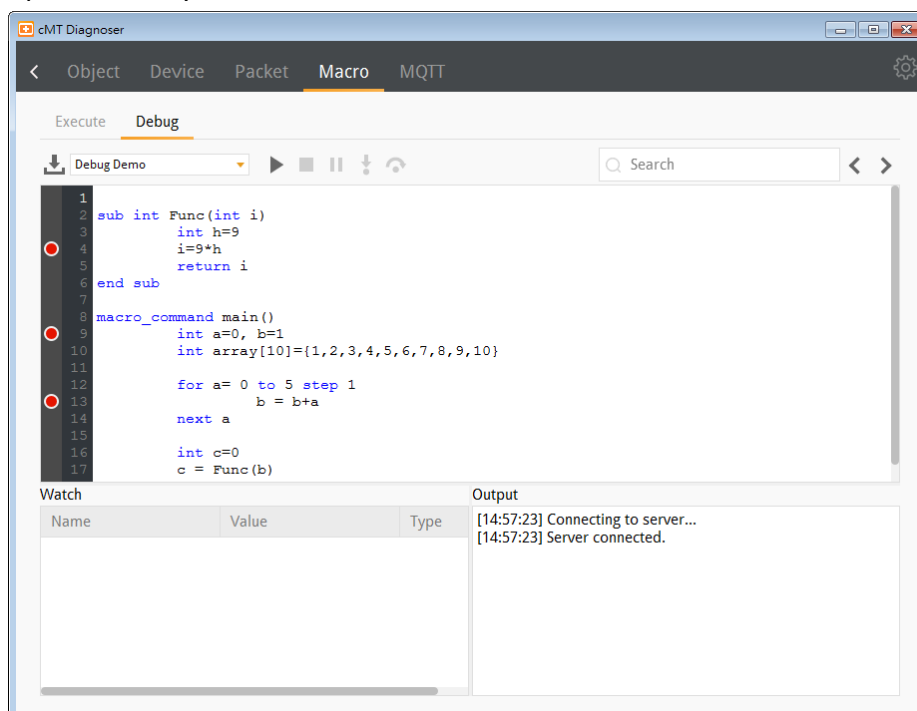 cMT Diagnoser
Object Device Packet Macro MQTT
Execute Debug
Debug Demo Search
1
2 sub int Func(int i)
3 int h=9
4 i=9*h
5 return i
6 end sub
7
8 macro_command main()
9 int a=0, b=1
10 int array[10]={1,2,3,4,5,6,7,8,9,10}
11
12 for a= 0 to 5 step 1
13 b = b+a
14 next a
15
16 int c=0
17 c = Func(b)
Watch Output
Name Value Type
[14:57:23] Connecting to server...
[14:57:23] Server connected.